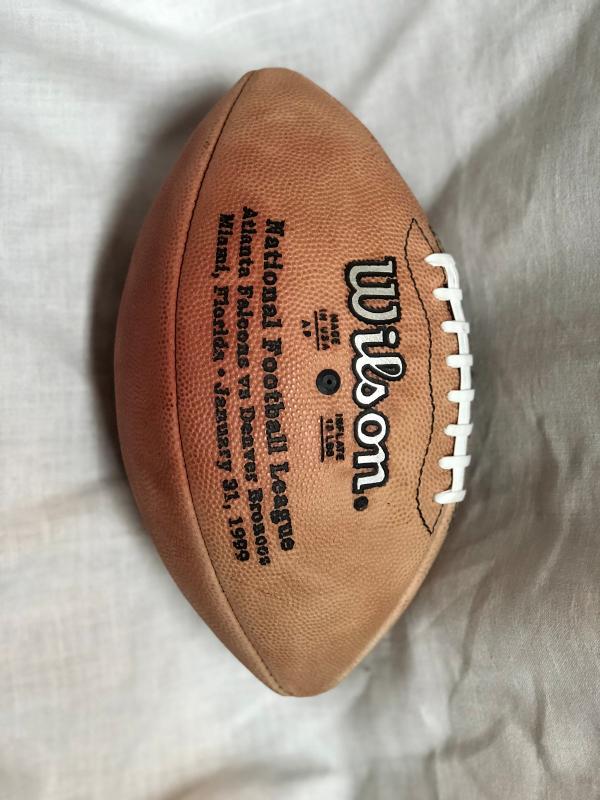 Wilson
MADE
IN USA
AF
INFLATE
13 LBS
National Football League
Atlanta Falcons vs Denver Broncos
Miami, Florida • January 31, 1999